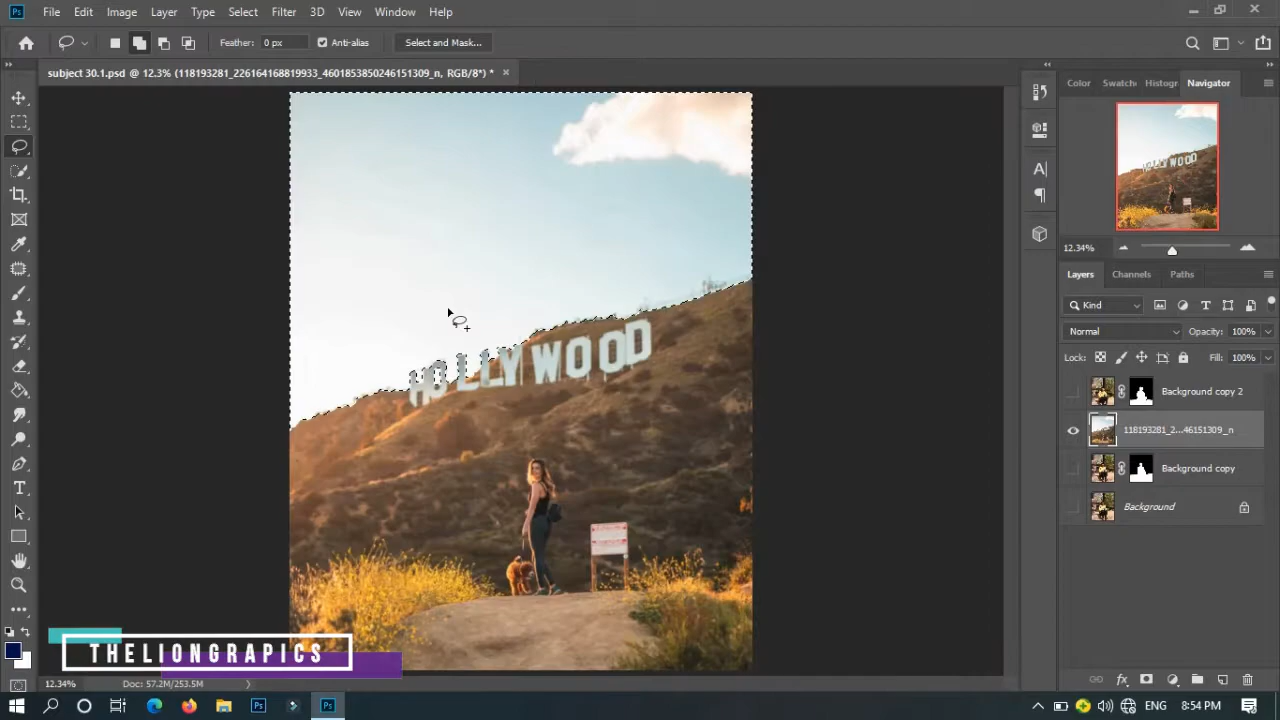 Ps File Edit Image Layer Type Select Filter 3D View Window Help
Feather: 0 px Anti-alias Select and Mask...
subject 30.1.psd @ 12.3% (118193281_226164168819933_4601853850246151309_n, RGB/8*) *
Color Swatche Histogr Navigator
HOLLYWOOD
12.34%
Layers Channels Paths
Kind
Normal Opacity: 100%
Lock: Fill: 100%
Background copy 2
118193281_2...46151309_n
Background copy
Background
THELIONGRAPICS
12.34% Doc: 57.2M/253.5M
ENG 8:54 PM